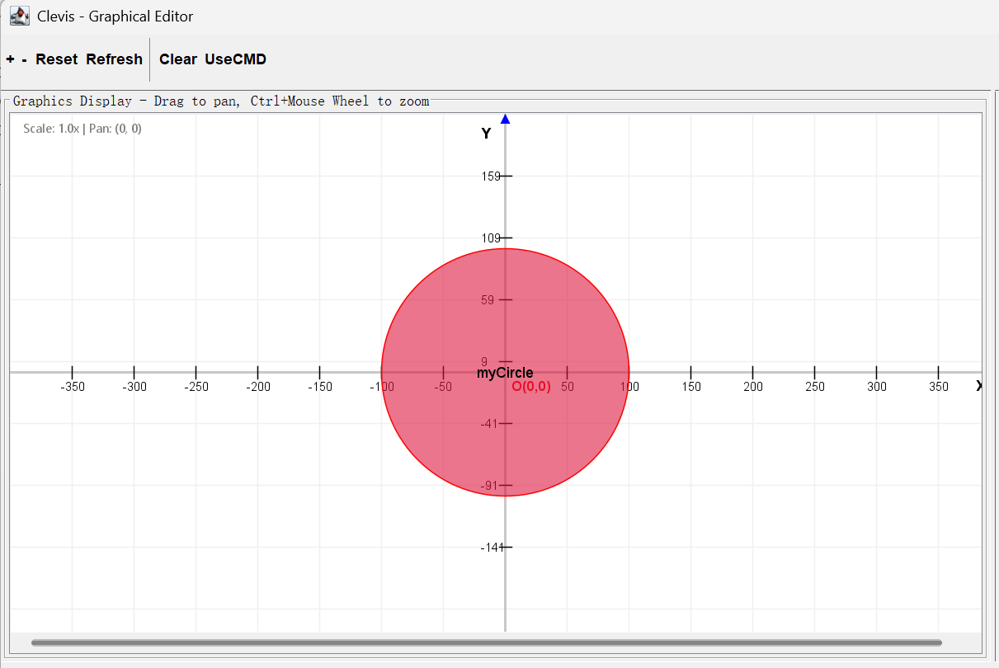 Clevis - Graphical Editor
+ - Reset Refresh Clear UseCMD
Graphics Display - Drag to pan, Ctrl+Mouse Wheel to zoom
Scale: 1.0x | Pan: (0, 0)
Y
159
109
59
9
myCircle
-350 -300 -250 -200 -150 -100 -50 O(0,0) 50 100 150 200 250 300 350 X
-41
-91
-141